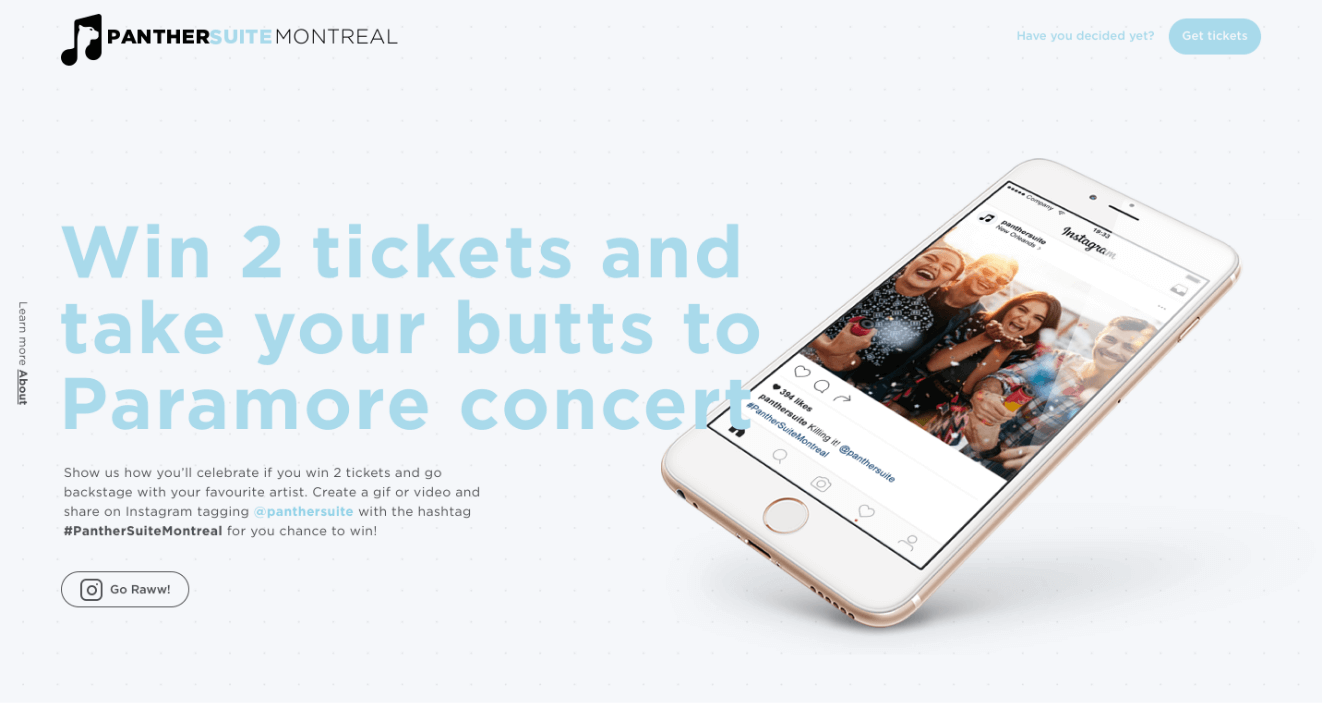 PANTHERSUITE MONTREAL
Have you decided yet?
Get tickets
Win 2 tickets and
take your butts to
Paramore concert
Learn more About
Show us how you'll celebrate if you win 2 tickets and go
backstage with your favourite artist. Create a gif or video and
share on Instagram tagging @panthersuite with the hashtag
#PantherSuiteMontreal for you chance to win!
Go Raww!
Company
19:33
Instagram
panthersuite
New Orleands >
394 likes
panthersuite Killing it! @panthersuite
#PantherSuiteMontreal